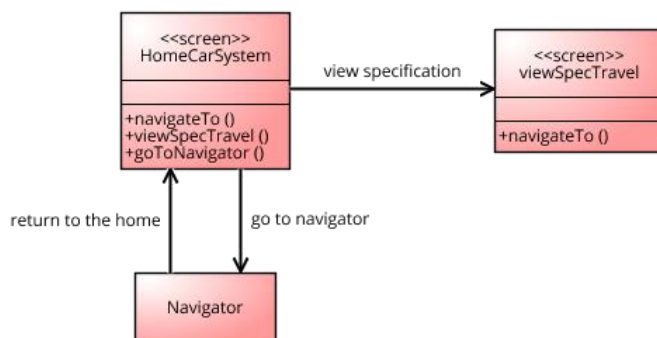 <<screen>>
HomeCarSystem
+navigateTo ()
+viewSpecTravel ()
+goToNavigator ()
view specification
<<screen>>
viewSpecTravel
+navigateTo ()
return to the home
go to navigator
Navigator